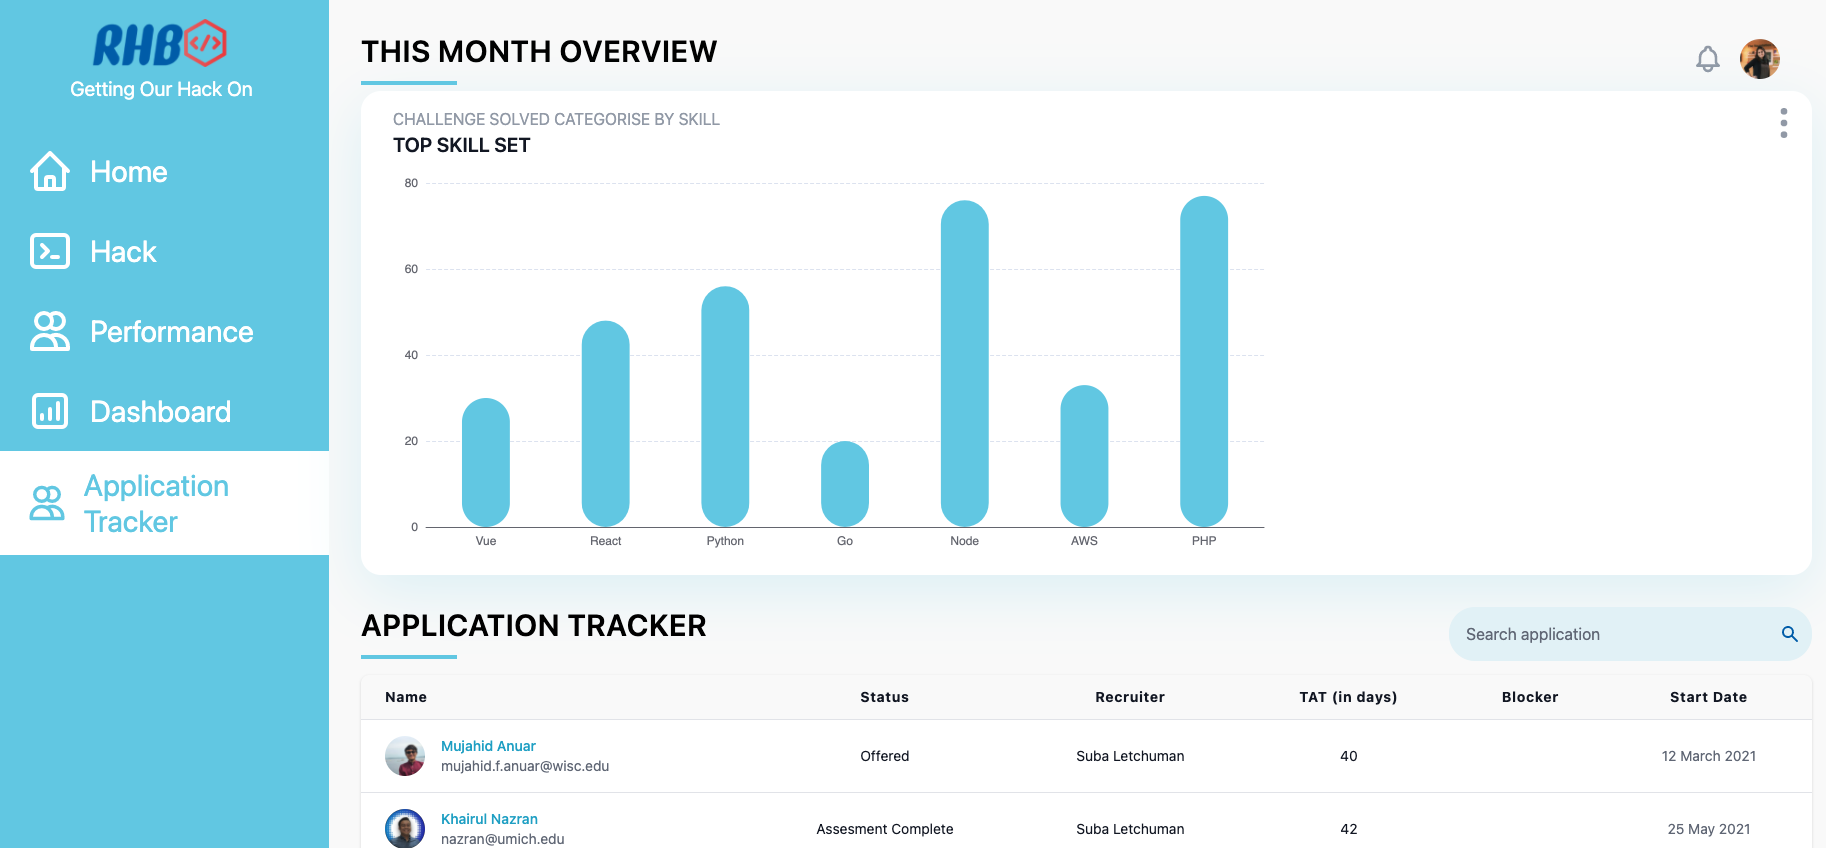 RHB </>
Getting Our Hack On
Home
Hack
Performance
Dashboard
Application
Tracker
THIS MONTH OVERVIEW
CHALLENGE SOLVED CATEGORISE BY SKILL
TOP SKILL SET
80
60
40
20
0
Vue React Python Go Node AWS PHP
APPLICATION TRACKER
Search application
Name Status Recruiter TAT (in days) Blocker Start Date
Mujahid Anuar
mujahid.f.anuar@wisc.edu
Offered Suba Letchuman 40 12 March 2021
Khairul Nazran
nazran@umich.edu
Assesment Complete Suba Letchuman 42 25 May 2021